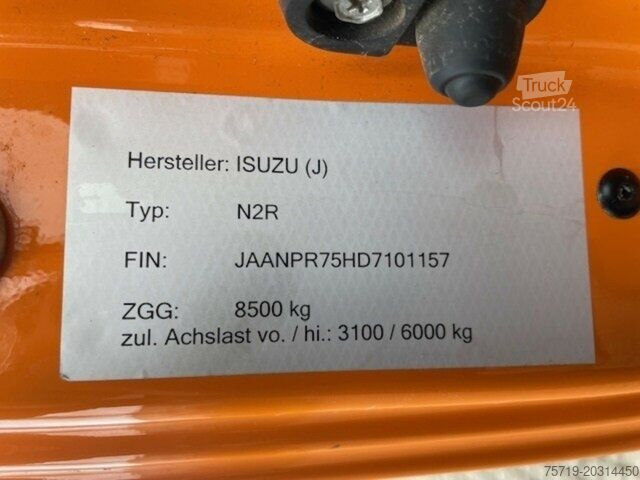 Truck
Scout24
Hersteller: ISUZU (J)
Typ: N2R
FIN: JAANPR75HD7101157
ZGG: 8500 kg
zul. Achslast vo. / hi.: 3100 / 6000 kg
75719-20314450